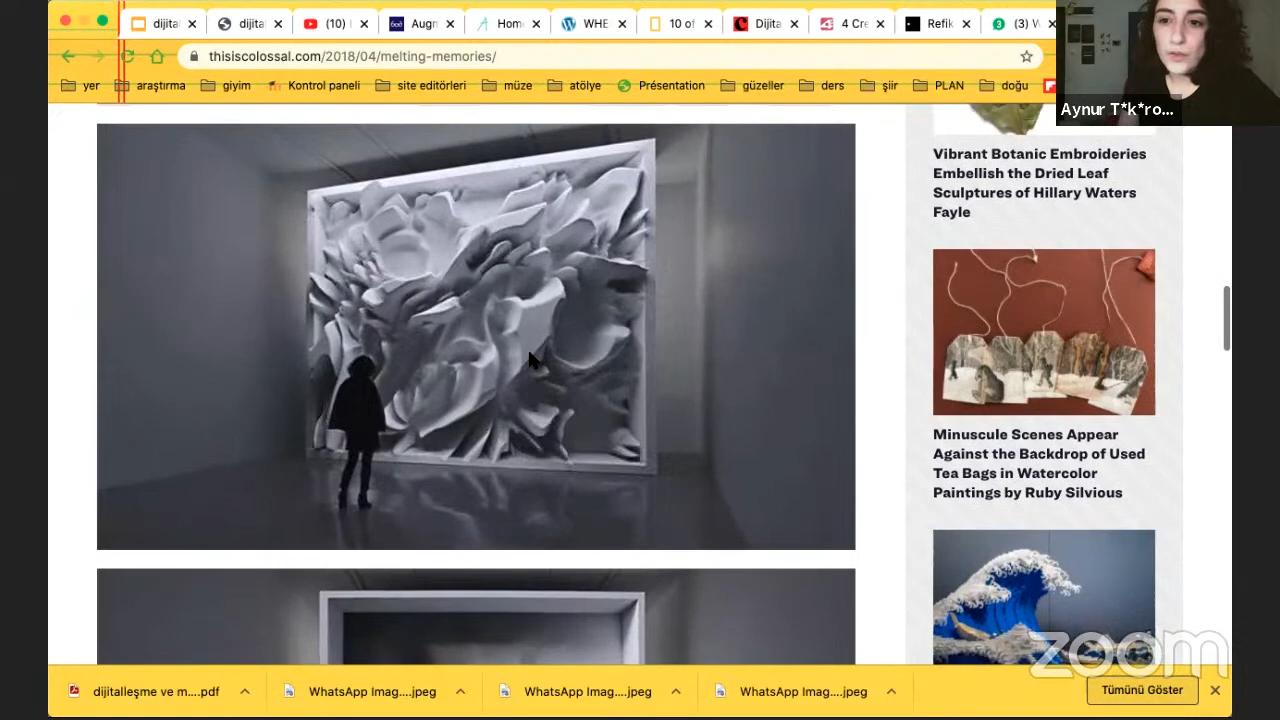 dijital
dijital
(10)
Augn
Hom
WHE
10 of
Dijita
4 Cre
Refik
(3) W
thisiscolossal.com/2018/04/melting-memories/
yer
araştırma
giyim
Kontrol paneli
site editörleri
müze
atölye
Présentation
güzeller
ders
şiir
PLAN
doğu
Aynur T*k*ro...
Vibrant Botanic Embroideries
Embellish the Dried Leaf
Sculptures of Hillary Waters
Fayle
Minuscule Scenes Appear
Against the Backdrop of Used
Tea Bags in Watercolor
Paintings by Ruby Silvious
zoom
dijitalleşme ve m....pdf
WhatsApp Imag....jpeg
WhatsApp Imag....jpeg
WhatsApp Imag....jpeg
Tümünü Göster